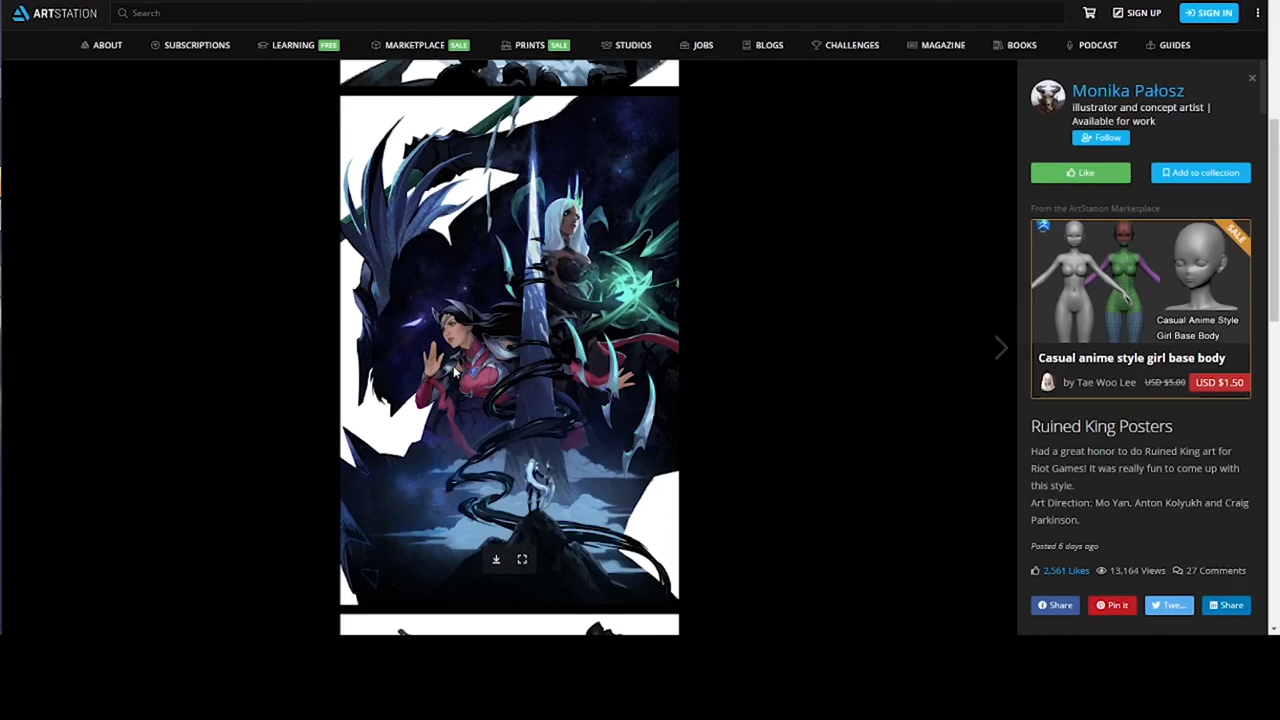 ARTSTATION
Search
SIGN UP
SIGN IN
ABOUT
SUBSCRIPTIONS
LEARNING FREE
MARKETPLACE SALE
PRINTS SALE
STUDIOS
JOBS
BLOGS
CHALLENGES
MAGAZINE
BOOKS
PODCAST
GUIDES
Monika Pałosz
illustrator and concept artist |
Available for work
Follow
Like
Add to collection
From the ArtStation Marketplace
SALE
Casual Anime Style
Girl Base Body
Casual anime style girl base body
by Tae Woo Lee USD $5.00 USD $1.50
Ruined King Posters
Had a great honor to do Ruined King art for
Riot Games! It was really fun to come up with
this style.
Art Direction: Mo Yan, Anton Kolyukh and Craig
Parkinson.
Posted 6 days ago
2,561 Likes 13,164 Views 27 Comments
Share
Pin it
Twe...
Share